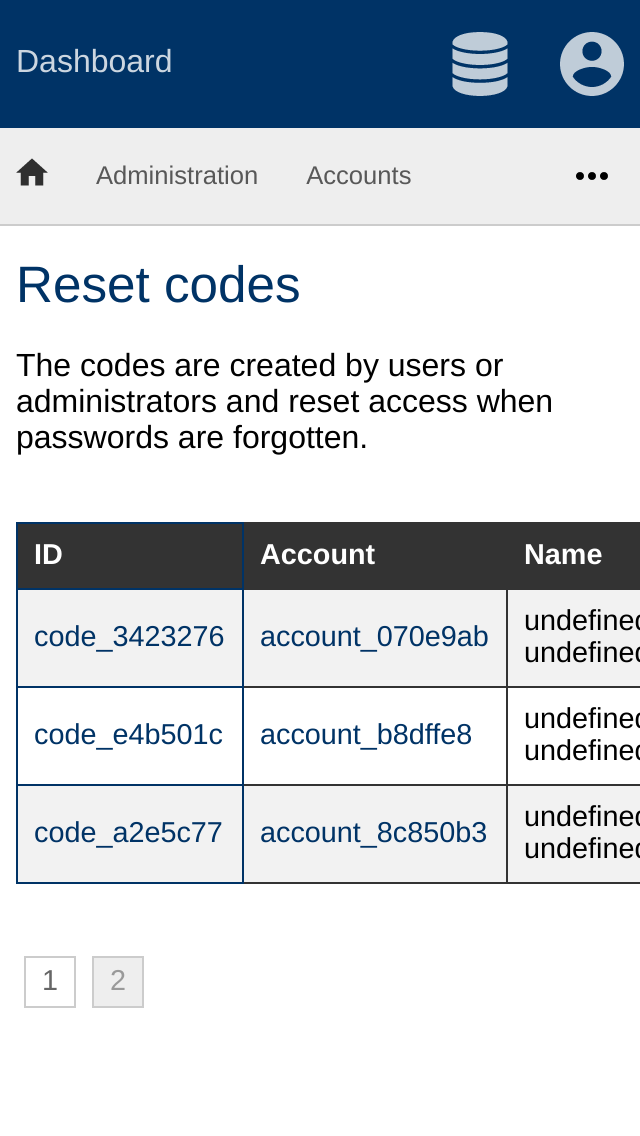 Dashboard
Administration Accounts
Reset codes
The codes are created by users or
administrators and reset access when
passwords are forgotten.
ID Account Name
code_3423276 account_070e9ab undefined
undefined
code_e4b501c account_b8dffe8 undefined
undefined
code_a2e5c77 account_8c850b3 undefined
undefined
1 2